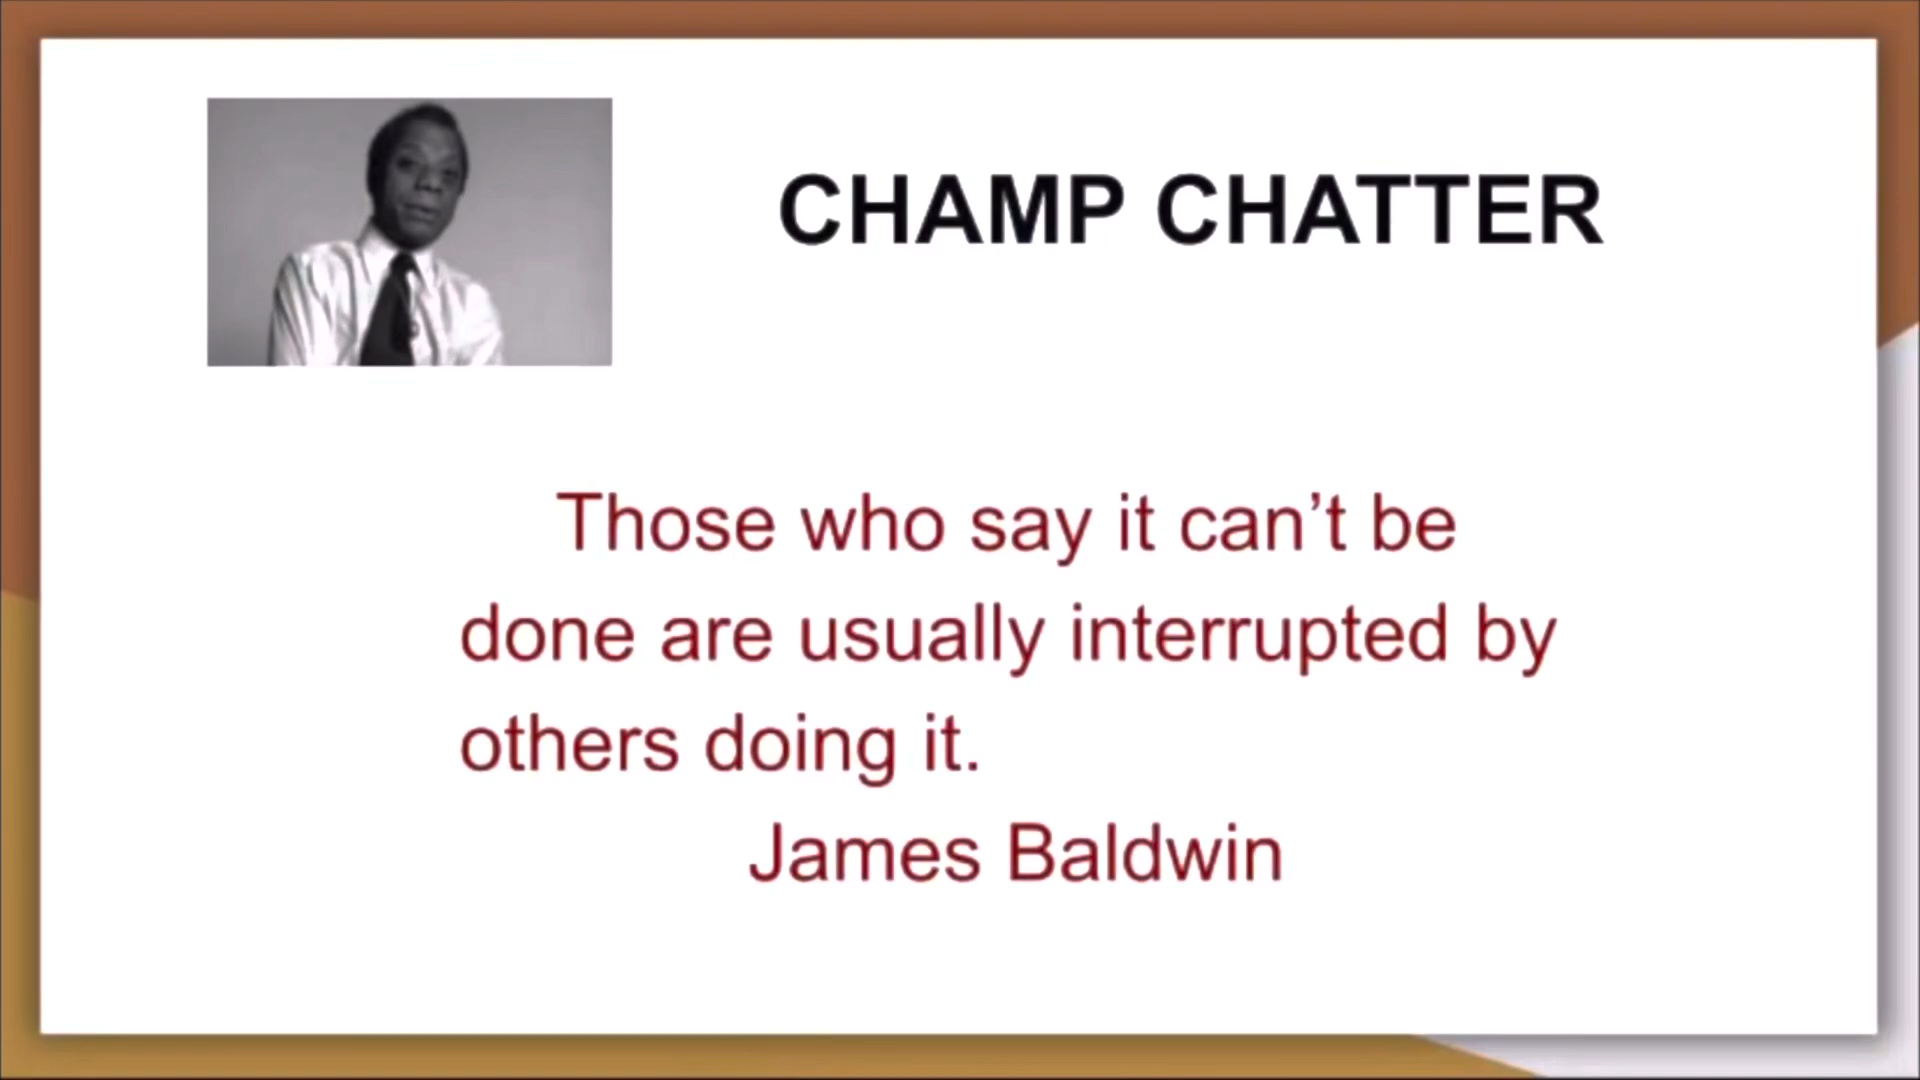 CHAMP CHATTER
Those who say it can’t be
done are usually interrupted by
others doing it.
James Baldwin